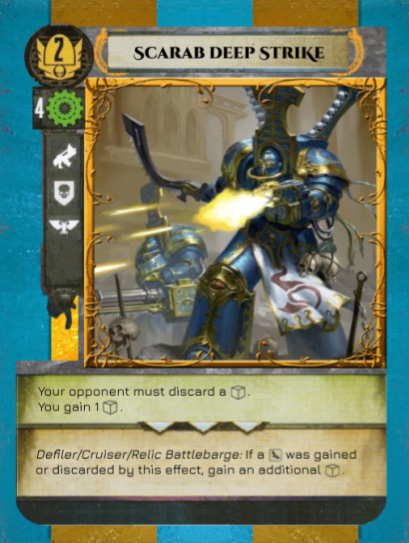 2
SCARAB DEEP STRIKE
4
Your opponent must discard a .
You gain 1 .
Defiler/Cruiser/Relic Battlebarge: If a was gained
or discarded by this effect, gain an additional .